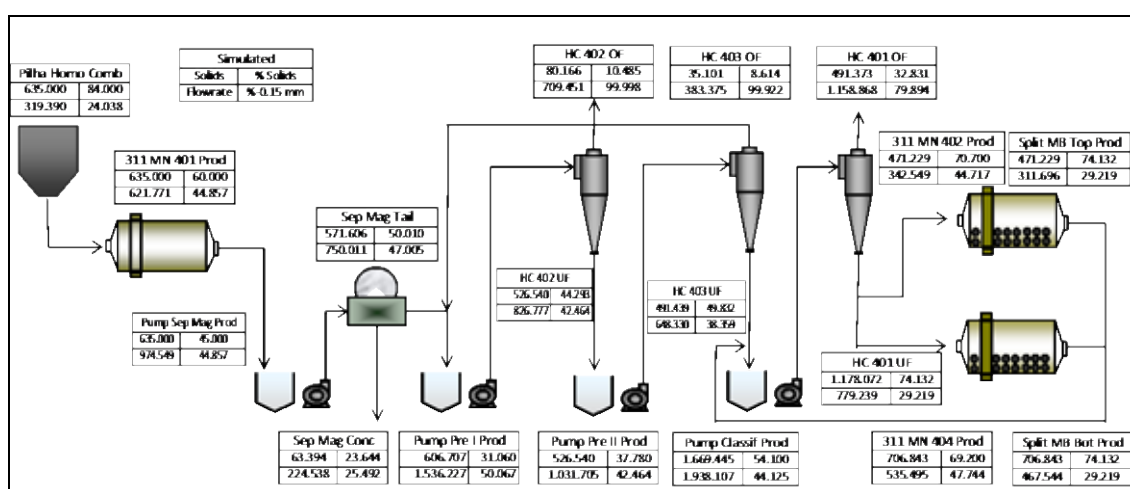 Simulated
Solids % Solids
Flowrate %-0.15 mm
Pilha Homo Comb
635.000 84.000
319.390 24.038
HC 402 OF
80.166 10.485
709.451 99.998
HC 403 OF
35.101 8.614
383.375 99.922
HC 401 OF
491.373 32.831
1.158.868 79.894
311 MN 401 Prod
635.000 60.000
621.771 44.857
311 MN 402 Prod
471.229 70.700
342.549 44.717
Split MB Top Prod
471.229 74.132
311.696 29.219
Sep Mag Tail
571.606 50.010
750.011 47.005
HC 402 UF
526.540 44.293
826.777 42.464
HC 403 UF
491.439 49.832
648.330 38.359
Pump Sep Mag Prod
635.000 45.000
974.549 44.857
HC 401 UF
1.178.072 74.132
779.239 29.219
Sep Mag Conc
63.394 23.644
224.538 25.492
Pump Pre I Prod
606.707 31.060
1.536.227 50.067
Pump Pre II Prod
526.540 37.780
1.031.705 42.464
Pump Classif Prod
1.669.445 54.100
1.938.107 44.125
311 MN 404 Prod
706.843 69.200
535.495 47.744
Split MB Bot Prod
706.843 74.132
467.544 29.219